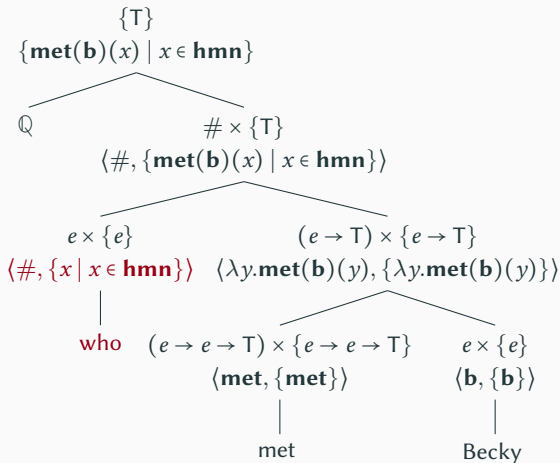 {T}
{met(b)(x) | x ∈ hmn}
ℚ
# × {T}
⟨#, {met(b)(x) | x ∈ hmn}⟩
e × {e}
(e → T) × {e → T}
⟨#, {x | x ∈ hmn}⟩
⟨λy.met(b)(y), {λy.met(b)(y)}⟩
who
(e → e → T) × {e → e → T}
e × {e}
⟨met, {met}⟩
⟨b, {b}⟩
met
Becky